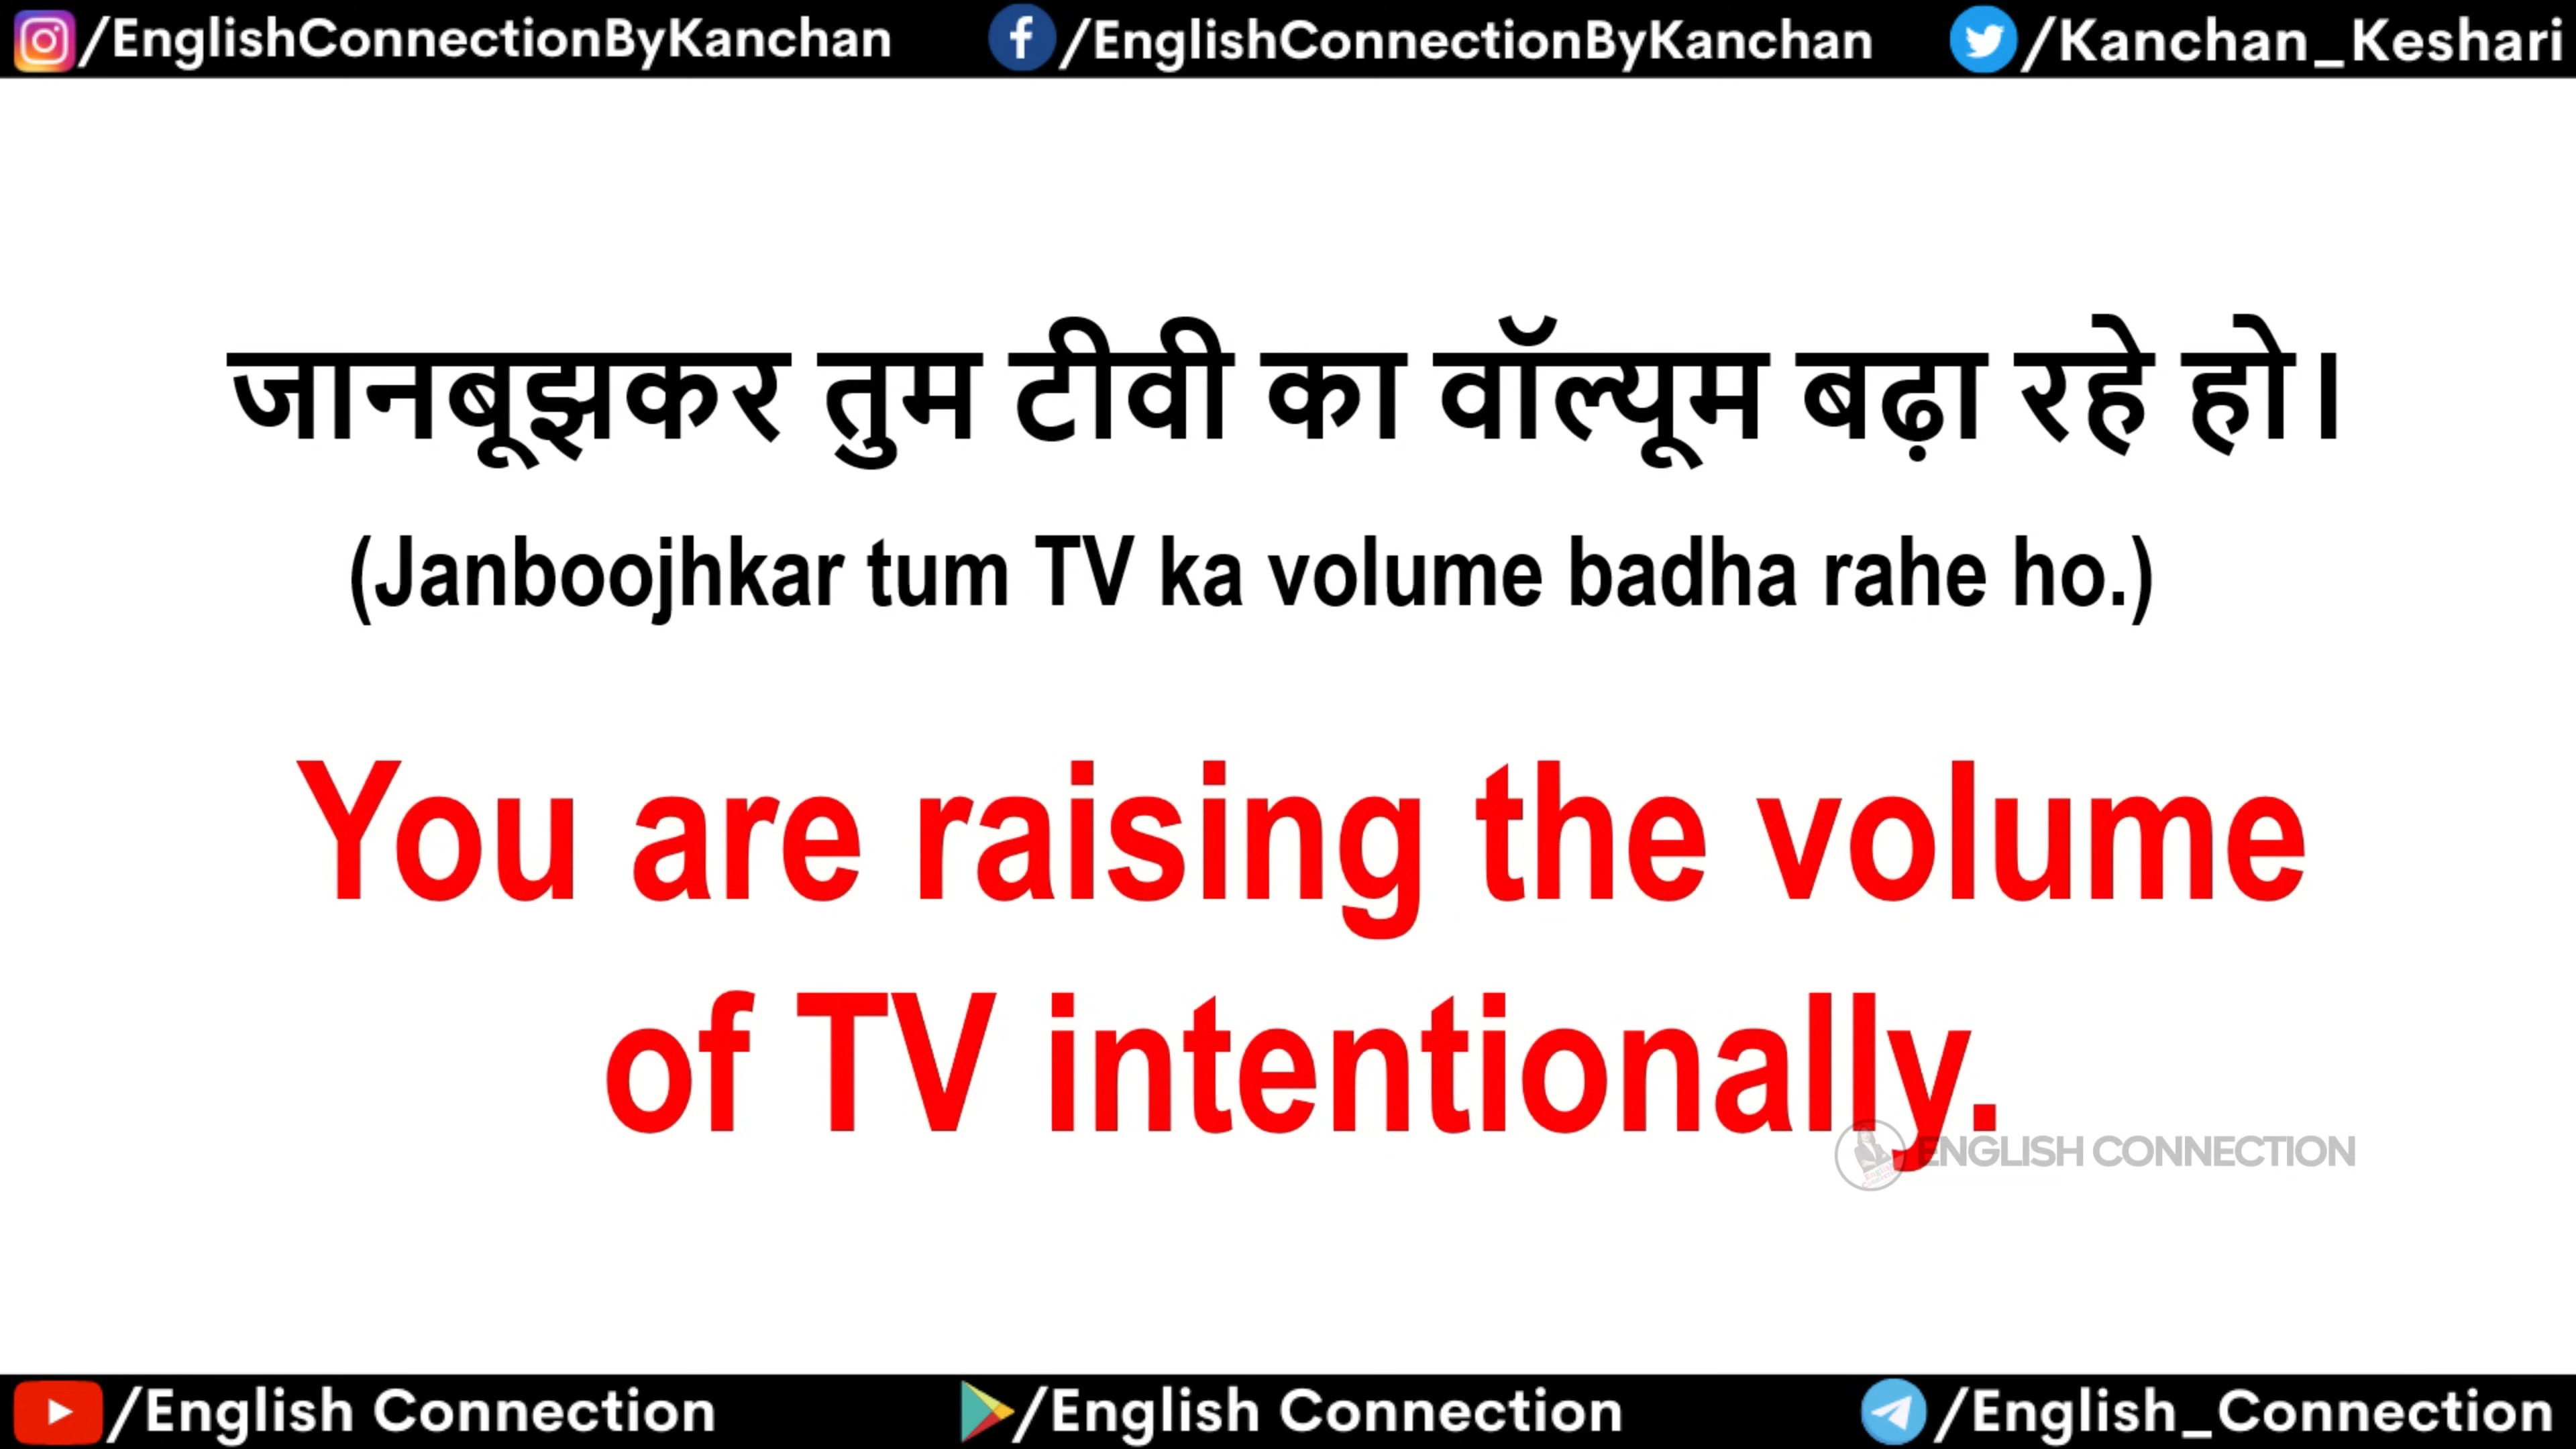 /EnglishConnectionByKanchan /EnglishConnectionByKanchan /Kanchan_Keshari
जानबूझकर तुम टीवी का वॉल्यूम बढ़ा रहे हो।
(Janboojhkar tum TV ka volume badha rahe ho.)
You are raising the volume
of TV intentionally.
ENGLISH CONNECTION
/English Connection /English Connection /English_Connection